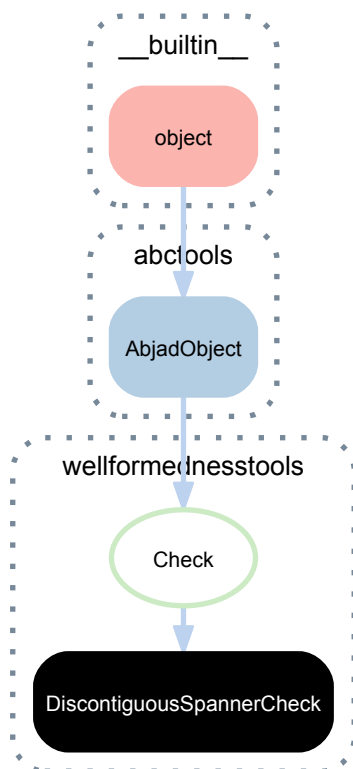 __builtin__
object
abctools
AbjadObject
wellformednesstools
Check
DiscontiguousSpannerCheck